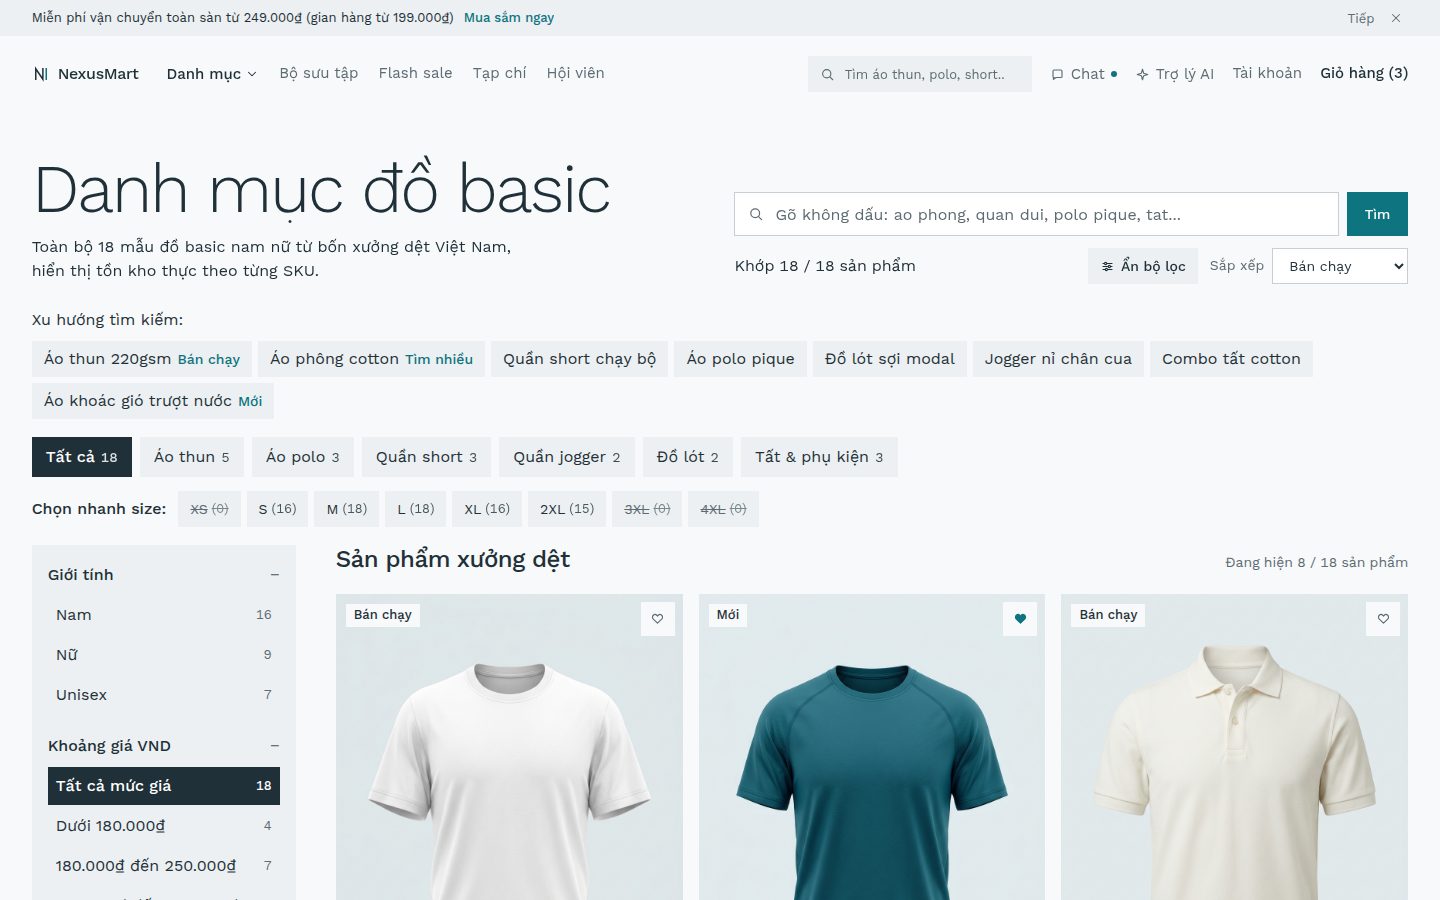 Miễn phí vận chuyển toàn sàn từ 249.000₫ (gian hàng từ 199.000₫) Mua sắm ngay Tiếp
NexusMart Danh mục Bộ sưu tập Flash sale Tạp chí Hội viên Tìm áo thun, polo, short.. Chat Trợ lý AI Tài khoản Giỏ hàng (3)
Danh mục đồ basic
Toàn bộ 18 mẫu đồ basic nam nữ từ bốn xưởng dệt Việt Nam,
hiển thị tồn kho thực theo từng SKU.
Gõ không dấu: ao phong, quan dui, polo pique, tat... Tìm
Khớp 18 / 18 sản phẩm Ẩn bộ lọc Sắp xếp Bán chạy
Xu hướng tìm kiếm:
Áo thun 220gsm Bán chạy Áo phông cotton Tìm nhiều Quần short chạy bộ Áo polo pique Đồ lót sợi modal Jogger nỉ chân cua Combo tất cotton
Áo khoác gió trượt nước Mới
Tất cả 18 Áo thun 5 Áo polo 3 Quần short 3 Quần jogger 2 Đồ lót 2 Tất & phụ kiện 3
Chọn nhanh size: XS (0) S (16) M (18) L (18) XL (16) 2XL (15) 3XL (0) 4XL (0)
Giới tính −
Nam 16
Nữ 9
Unisex 7
Khoảng giá VND −
Tất cả mức giá 18
Dưới 180.000₫ 4
180.000₫ đến 250.000₫ 7
Sản phẩm xưởng dệt Đang hiện 8 / 18 sản phẩm
Bán chạy Mới Bán chạy